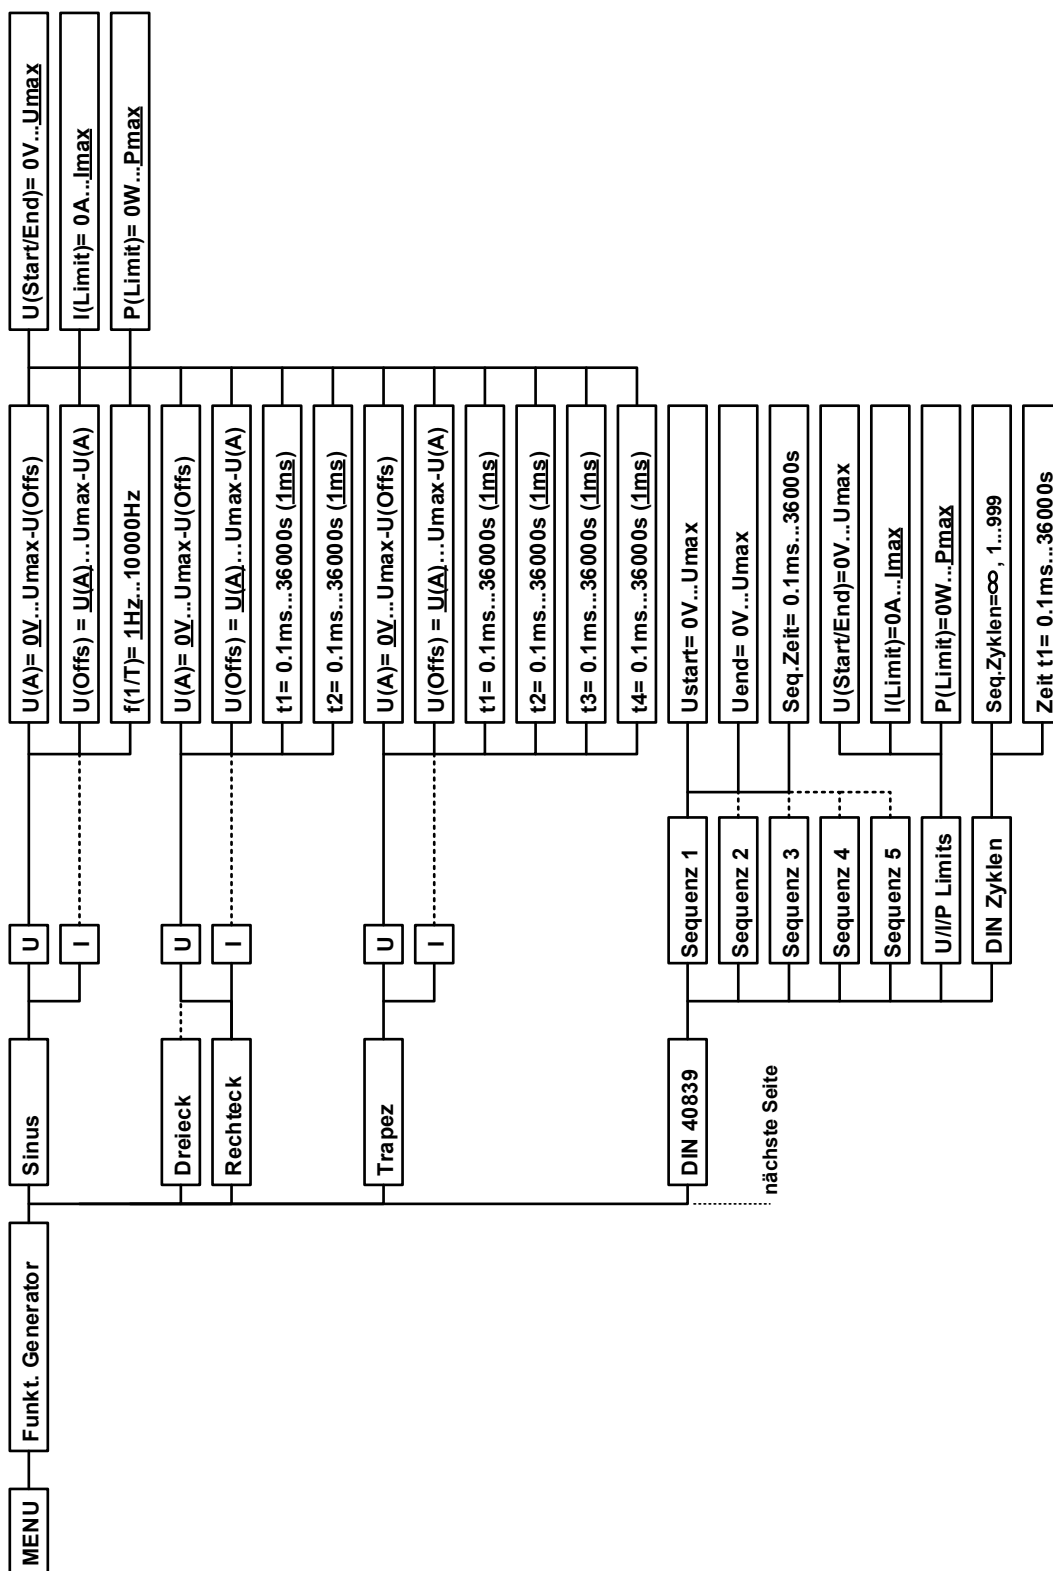 MENU
Funkt. Generator
Sinus
U
I
U(A)= 0V...Umax-U(Offs)
U(Offs) = U(A)...Umax-U(A)
f(1/T)= 1Hz...10000Hz
U(Start/End)= 0V...Umax
I(Limit)= 0A...Imax
P(Limit)= 0W...Pmax
Dreieck
Rechteck
U
I
U(A)= 0V...Umax-U(Offs)
U(Offs) = U(A)...Umax-U(A)
t1= 0.1ms...36000s (1ms)
t2= 0.1ms...36000s (1ms)
Trapez
U
I
U(A)= 0V...Umax-U(Offs)
U(Offs) = U(A)...Umax-U(A)
t1= 0.1ms...36000s (1ms)
t2= 0.1ms...36000s (1ms)
t3= 0.1ms...36000s (1ms)
t4= 0.1ms...36000s (1ms)
DIN 40839
Sequenz 1
Sequenz 2
Sequenz 3
Sequenz 4
Sequenz 5
U/I/P Limits
DIN Zyklen
Ustart= 0V...Umax
Uend= 0V...Umax
Seq.Zeit= 0.1ms...36000s
U(Start/End)=0V...Umax
I(Limit)=0A...Imax
P(Limit)=0W...Pmax
Seq.Zyklen=∞, 1...999
Zeit t1= 0.1ms...36000s
nächste Seite